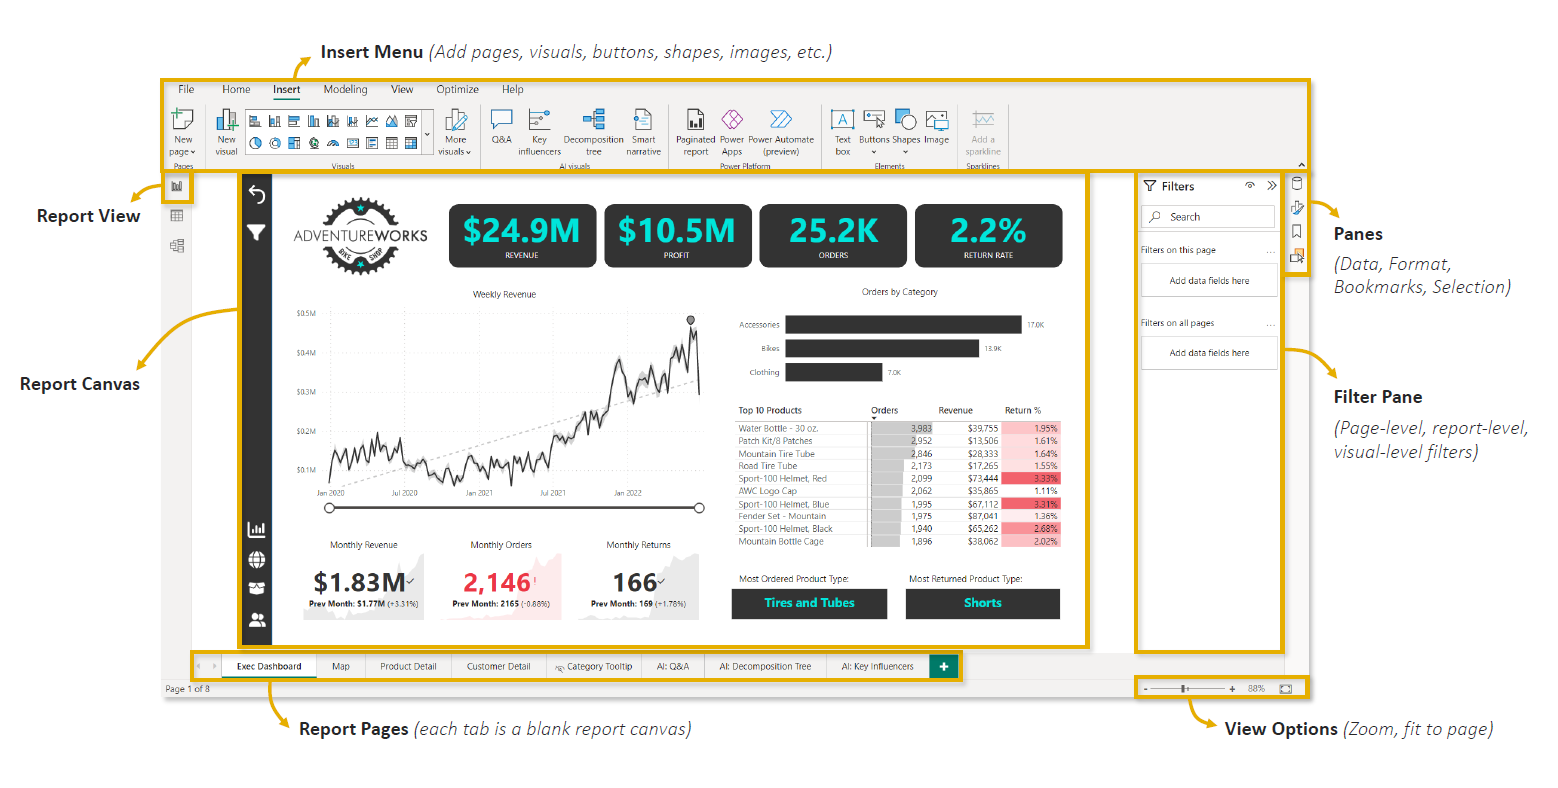 Insert Menu (Add pages, visuals, buttons, shapes, images, etc.)
File Home Insert Modeling View Optimize Help
New page
New visual
More visuals
Q&A
Key influencers
Decomposition tree
Smart narrative
Paginated report
Power Apps
Power Automate (preview)
A
Text box
Buttons
Shapes
Image
Add a sparkline
Pages
Visuals
AI visuals
Power Platform
Elements
Sparklines
Report View
Report Canvas
ADVENTUREWORKS
BIKE SHOP
$24.9M
REVENUE
$10.5M
PROFIT
25.2K
ORDERS
2.2%
RETURN RATE
Weekly Revenue
$0.5M
$0.4M
$0.3M
$0.2M
$0.1M
Jan 2020 Jul 2020 Jan 2021 Jul 2021 Jan 2022
Orders by Category
Accessories 17.0K
Bikes 13.9K
Clothing 7.0K
Top 10 Products Orders Revenue Return %
Water Bottle - 30 oz. 3,983 $39,755 1.95%
Patch Kit/8 Patches 2,952 $13,506 1.61%
Mountain Tire Tube 2,846 $28,333 1.64%
Road Tire Tube 2,173 $17,265 1.55%
Sport-100 Helmet, Red 2,099 $73,444 3.33%
AWC Logo Cap 2,062 $35,865 1.11%
Sport-100 Helmet, Blue 1,995 $67,112 3.31%
Fender Set - Mountain 1,975 $87,041 1.36%
Sport-100 Helmet, Black 1,940 $65,262 2.68%
Mountain Bottle Cage 1,896 $38,062 2.02%
Monthly Revenue
$1.83M
Prev Month: $1.77M (+3.31%)
Monthly Orders
2,146!
Prev Month: 2165 (-0.88%)
Monthly Returns
166
Prev Month: 169 (+1.78%)
Most Ordered Product Type:
Tires and Tubes
Most Returned Product Type:
Shorts
Filters
Search
Filters on this page ...
Add data fields here
Filters on all pages ...
Add data fields here
Panes
(Data, Format,
Bookmarks, Selection)
Filter Pane
(Page-level, report-level,
visual-level filters)
Exec Dashboard Map Product Detail Customer Detail Category Tooltip AI: Q&A AI: Decomposition Tree AI: Key Influencers +
Page 1 of 8
- + 88%
Report Pages (each tab is a blank report canvas)
View Options (Zoom, fit to page)